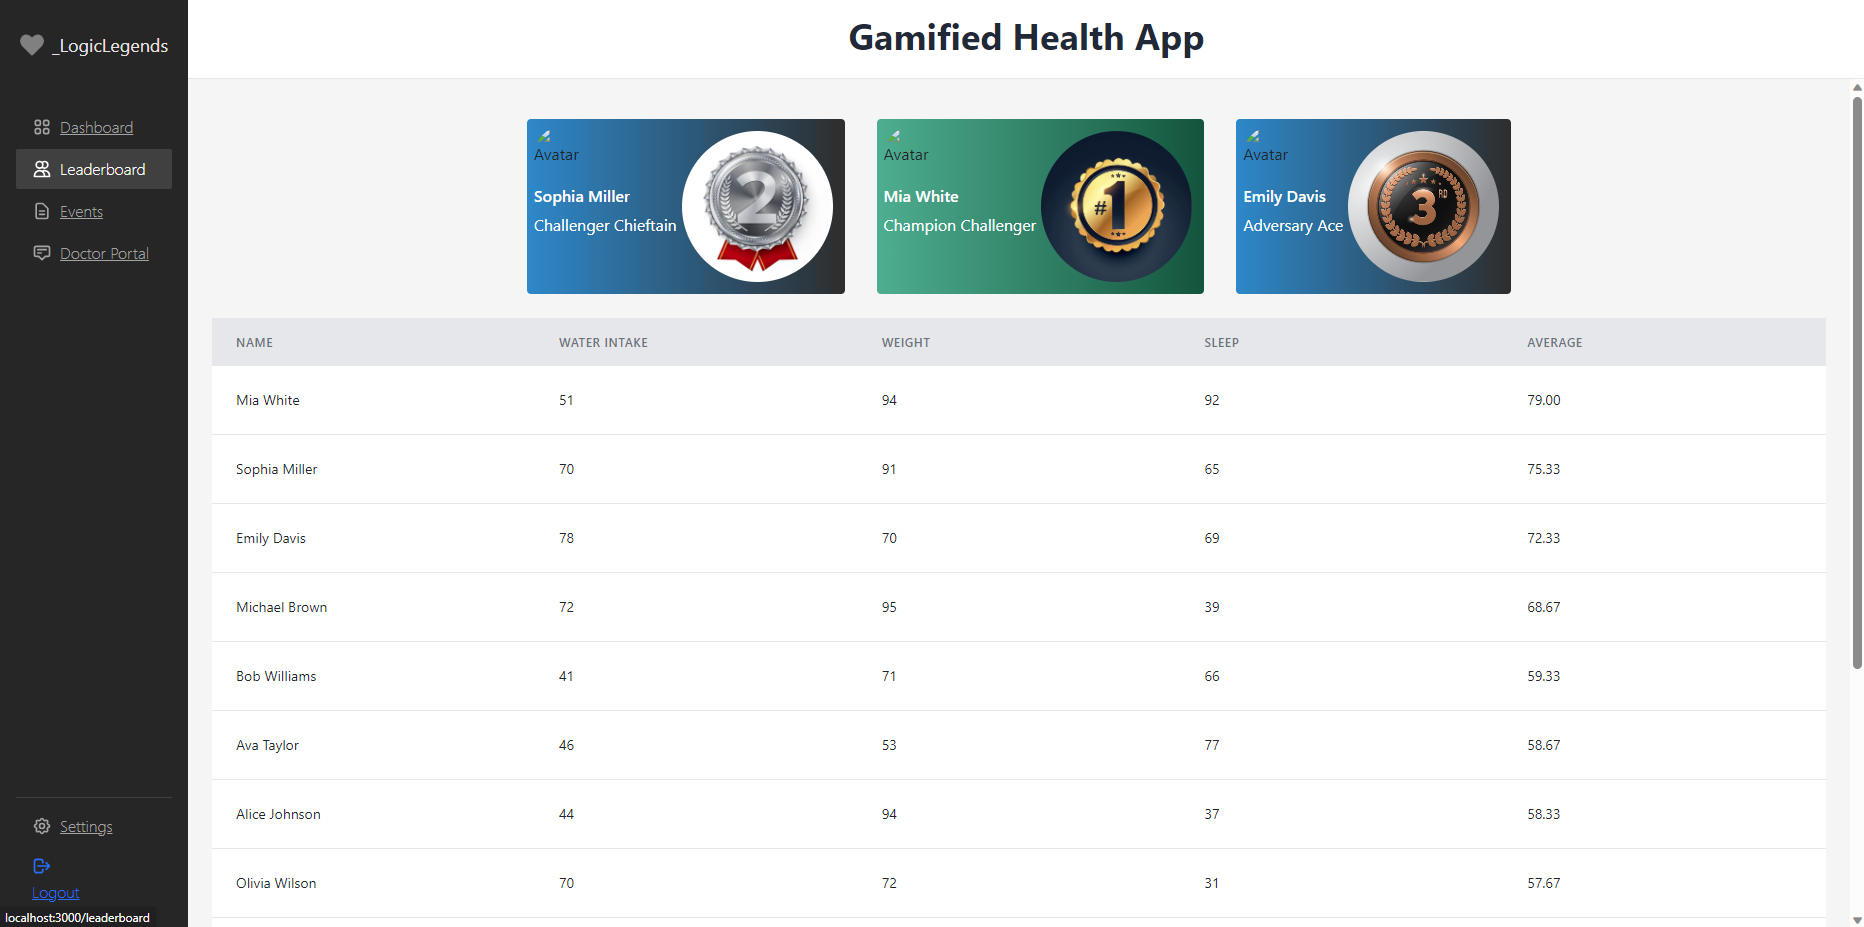 _LogicLegends
Dashboard
Leaderboard
Events
Doctor Portal
Settings
Logout
localhost:3000/leaderboard
Gamified Health App
Avatar
Sophia Miller
Challenger Chieftain
2
Avatar
Mia White
Champion Challenger
#1
Avatar
Emily Davis
Adversary Ace
3RD
NAME WATER INTAKE WEIGHT SLEEP AVERAGE
Mia White 51 94 92 79.00
Sophia Miller 70 91 65 75.33
Emily Davis 78 70 69 72.33
Michael Brown 72 95 39 68.67
Bob Williams 41 71 66 59.33
Ava Taylor 46 53 77 58.67
Alice Johnson 44 94 37 58.33
Olivia Wilson 70 72 31 57.67